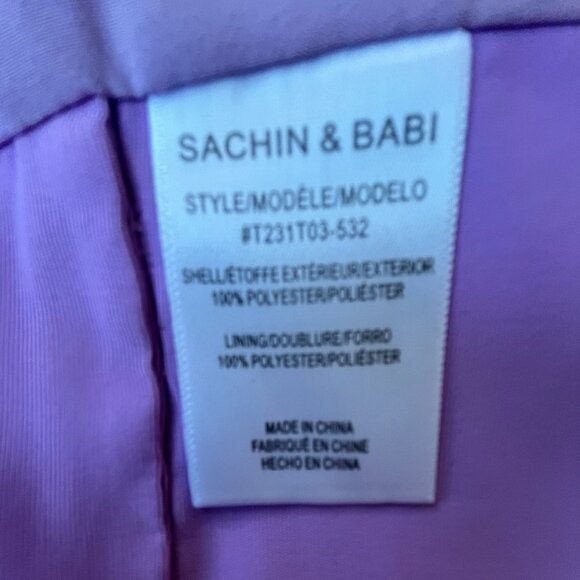 SACHIN & BABI
STYLE/MODÈLE/MODELO
#T231T03-532
SHELL/ÉTOFFE EXTÉRIEUR/EXTERIOR
100% POLYESTER/POLIÉSTER
LINING/DOUBLURE/FORRO
100% POLYESTER/POLIÉSTER
MADE IN CHINA
FABRIQUÉ EN CHINE
HECHO EN CHINA